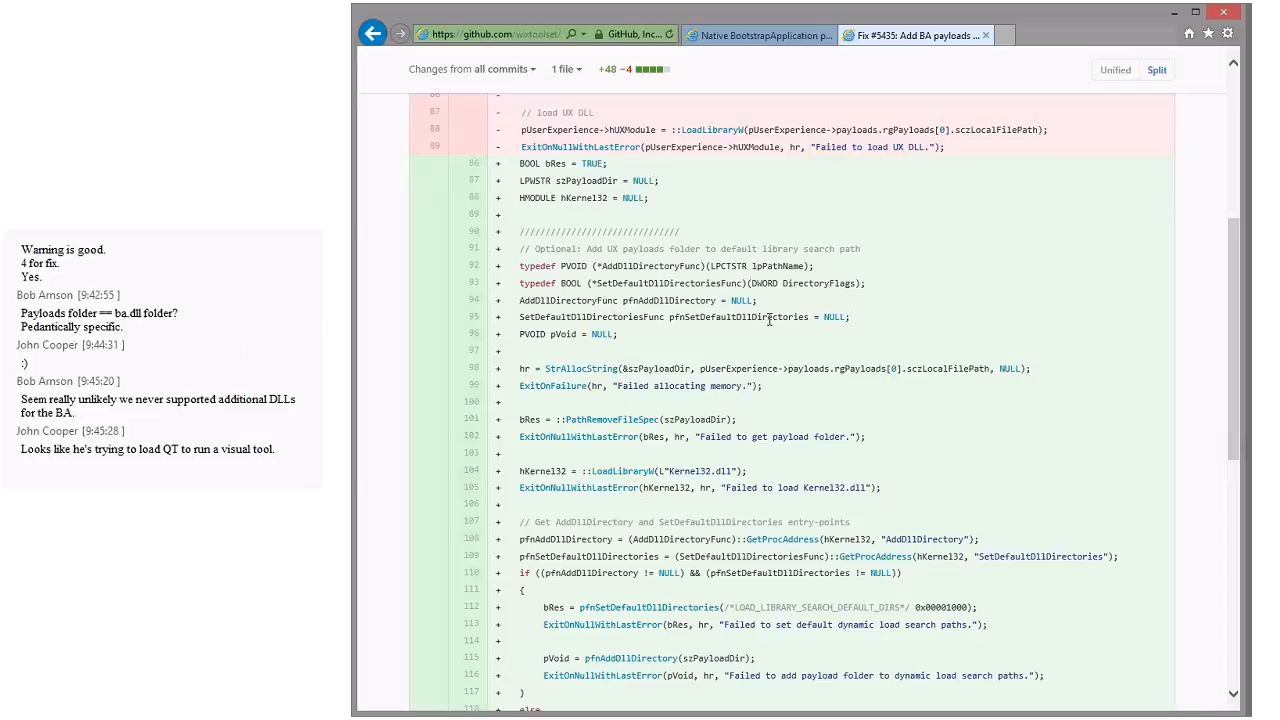 Warning is good.
4 for fix.
Yes.
Bob Arnson [9:42:55 ]
Payloads folder == ba.dll folder?
Pedantically specific.
John Cooper [9:44:31 ]
:)
Bob Arnson [9:45:20 ]
Seem really unlikely we never supported additional DLLs
for the BA.
John Cooper [9:45:28 ]
Looks like he's trying to load QT to run a visual tool.
https://github.com/wixtoolset/ GitHub, Inc... Native BootstrapApplication p... Fix #5435: Add BA payloads ...
Changes from all commits 1 file +48 −4 Unified Split
86 -
87 - // load UX DLL
88 - pUserExperience->hUXModule = ::LoadLibraryW(pUserExperience->payloads.rgPayloads[0].sczLocalFilePath);
89 - ExitOnNullWithLastError(pUserExperience->hUXModule, hr, "Failed to load UX DLL.");
86 + BOOL bRes = TRUE;
87 + LPWSTR szPayloadDir = NULL;
88 + HMODULE hKernel32 = NULL;
89 +
90 + ///////////////////////////////
91 + // Optional: Add UX payloads folder to default library search path
92 + typedef PVOID (*AddDllDirectoryFunc)(LPCTSTR lpPathName);
93 + typedef BOOL (*SetDefaultDllDirectoriesFunc)(DWORD DirectoryFlags);
94 + AddDllDirectoryFunc pfnAddDllDirectory = NULL;
95 + SetDefaultDllDirectoriesFunc pfnSetDefaultDllDirectories = NULL;
96 + PVOID pVoid = NULL;
97 +
98 + hr = StrAllocString(&szPayloadDir, pUserExperience->payloads.rgPayloads[0].sczLocalFilePath, NULL);
99 + ExitOnFailure(hr, "Failed allocating memory.");
100 +
101 + bRes = ::PathRemoveFileSpec(szPayloadDir);
102 + ExitOnNullWithLastError(bRes, hr, "Failed to get payload folder.");
103 +
104 + hKernel32 = ::LoadLibraryW(L"Kernel32.dll");
105 + ExitOnNullWithLastError(hKernel32, hr, "Failed to load Kernel32.dll");
106 +
107 + // Get AddDllDirectory and SetDefaultDllDirectories entry-points
108 + pfnAddDllDirectory = (AddDllDirectoryFunc)::GetProcAddress(hKernel32, "AddDllDirectory");
109 + pfnSetDefaultDllDirectories = (SetDefaultDllDirectoriesFunc)::GetProcAddress(hKernel32, "SetDefaultDllDirectories");
110 + if ((pfnAddDllDirectory != NULL) && (pfnSetDefaultDllDirectories != NULL))
111 + {
112 + bRes = pfnSetDefaultDllDirectories(/*LOAD_LIBRARY_SEARCH_DEFAULT_DIRS*/ 0x00001000);
113 + ExitOnNullWithLastError(bRes, hr, "Failed to set default dynamic load search paths.");
114 +
115 + pVoid = pfnAddDllDirectory(szPayloadDir);
116 + ExitOnNullWithLastError(pVoid, hr, "Failed to add payload folder to dynamic load search paths.");
117 + }
118 + else